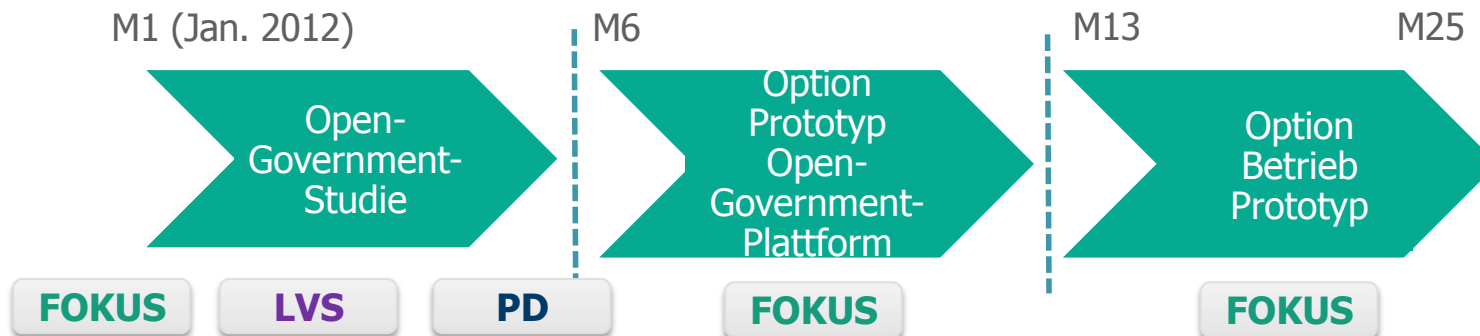 M1 (Jan. 2012)
M6
M13
M25
Open-
Government-
Studie
Option
Prototyp
Open-
Government-
Plattform
Option
Betrieb
Prototyp
FOKUS
LVS
PD
FOKUS
FOKUS